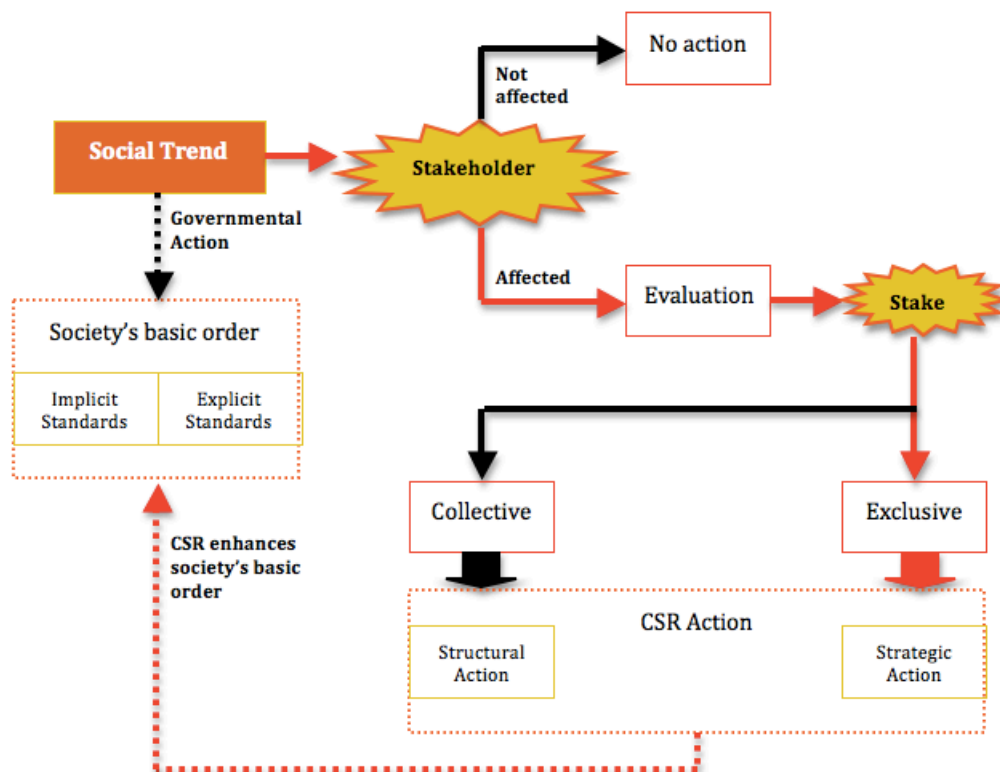 No action
Not
affected
Social Trend
Stakeholder
Governmental
Action
Affected
Evaluation
Stake
Society's basic order
Implicit
Standards
Explicit
Standards
Collective
Exclusive
CSR enhances
society's basic
order
CSR Action
Structural
Action
Strategic
Action